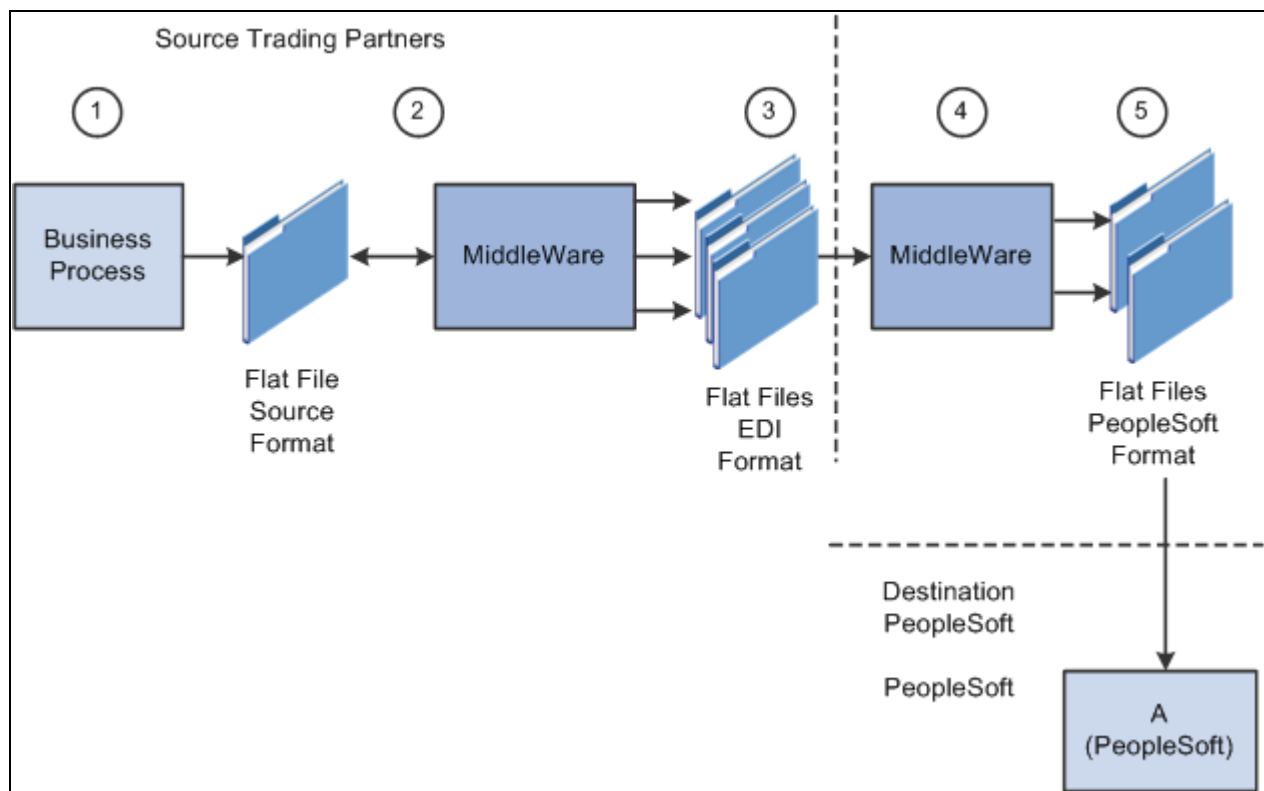 Source Trading Partners
1
2
3
4
5
Business
Process
MiddleWare
MiddleWare
Flat File
Source
Format
Flat Files
EDI
Format
Flat Files
PeopleSoft
Format
Destination
PeopleSoft
PeopleSoft
A
(PeopleSoft)